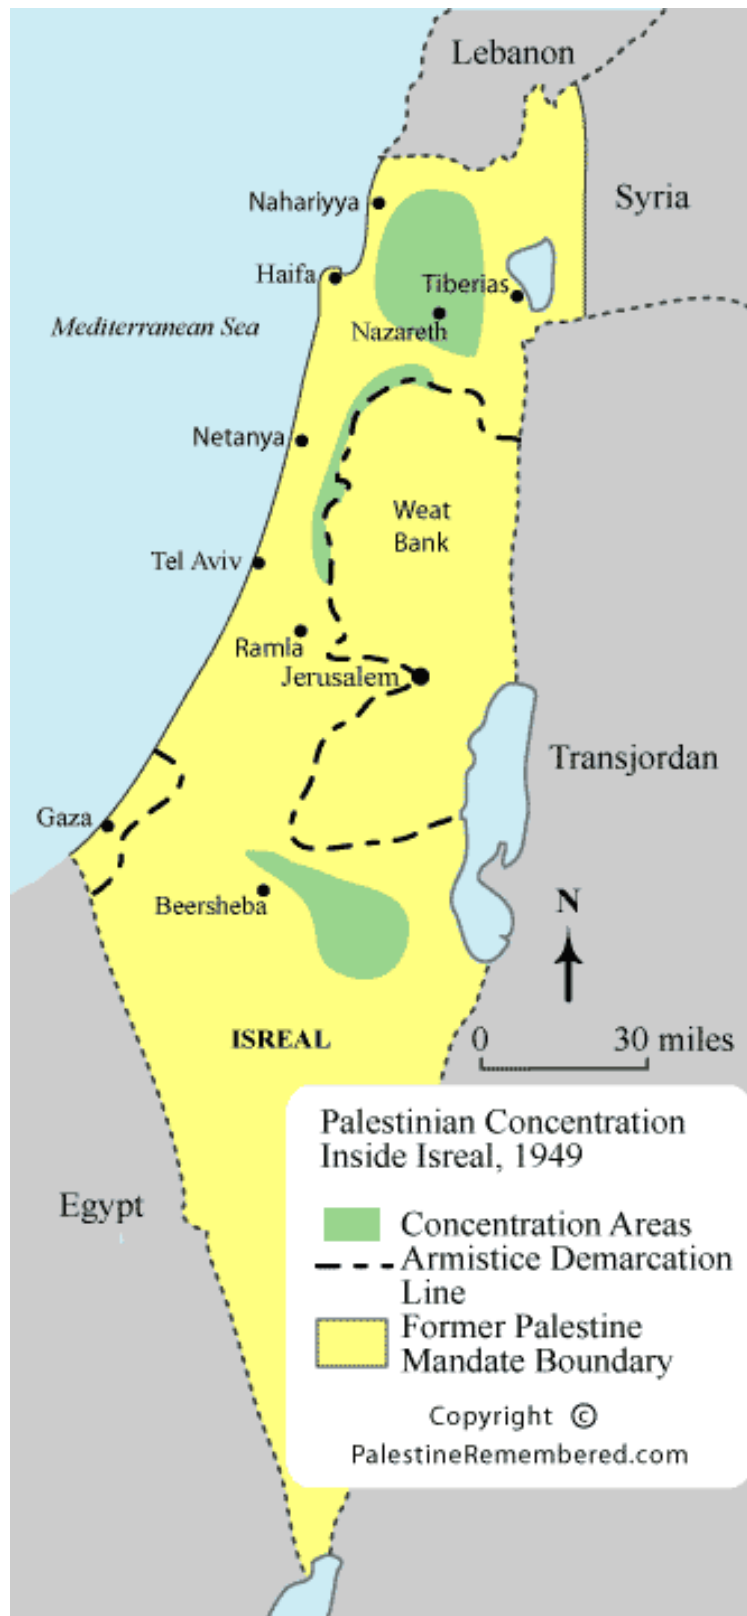 Lebanon
Syria
Nahariyya
Haifa
Tiberias
Nazareth
Mediterranean Sea
Netanya
Weat
Bank
Tel Aviv
Ramla
Jerusalem
Transjordan
Gaza
Beersheba
N
ISREAL
0 30 miles
Egypt
Palestinian Concentration
Inside Isreal, 1949
Concentration Areas
Armistice Demarcation
Line
Former Palestine
Mandate Boundary
Copyright ©
PalestineRemembered.com